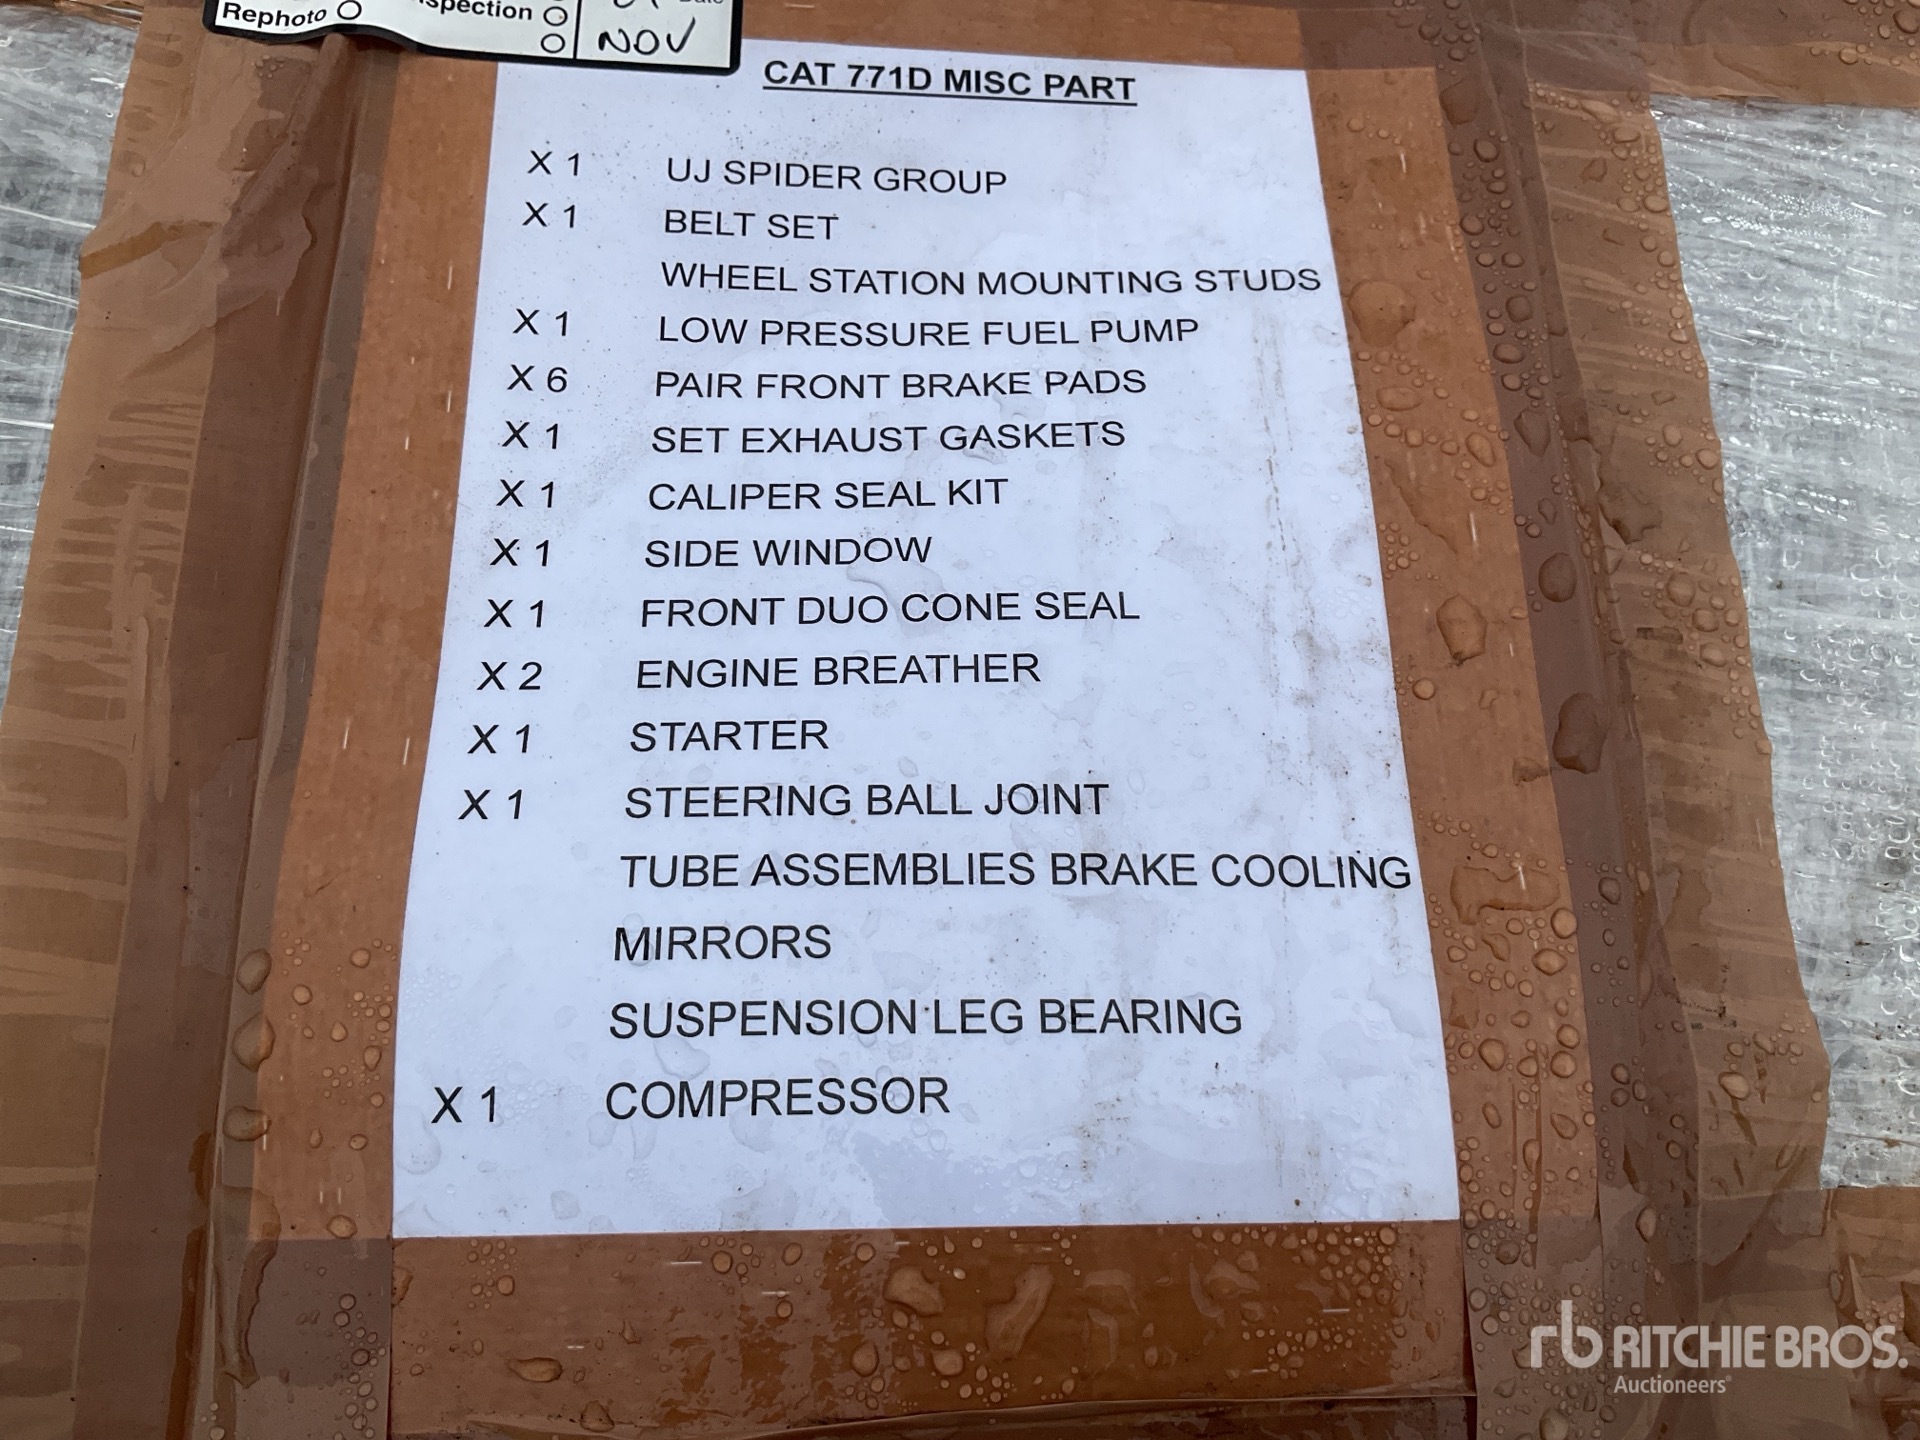 Rephoto
NOV
CAT 771D MISC PART
X 1 UJ SPIDER GROUP
X 1 BELT SET
WHEEL STATION MOUNTING STUDS
X 1 LOW PRESSURE FUEL PUMP
X 6 PAIR FRONT BRAKE PADS
X 1 SET EXHAUST GASKETS
X 1 CALIPER SEAL KIT
X 1 SIDE WINDOW
X 1 FRONT DUO CONE SEAL
X 2 ENGINE BREATHER
X 1 STARTER
X 1 STEERING BALL JOINT
TUBE ASSEMBLIES BRAKE COOLING
MIRRORS
SUSPENSION LEG BEARING
X 1 COMPRESSOR
rb RITCHIE BROS.
Auctioneers